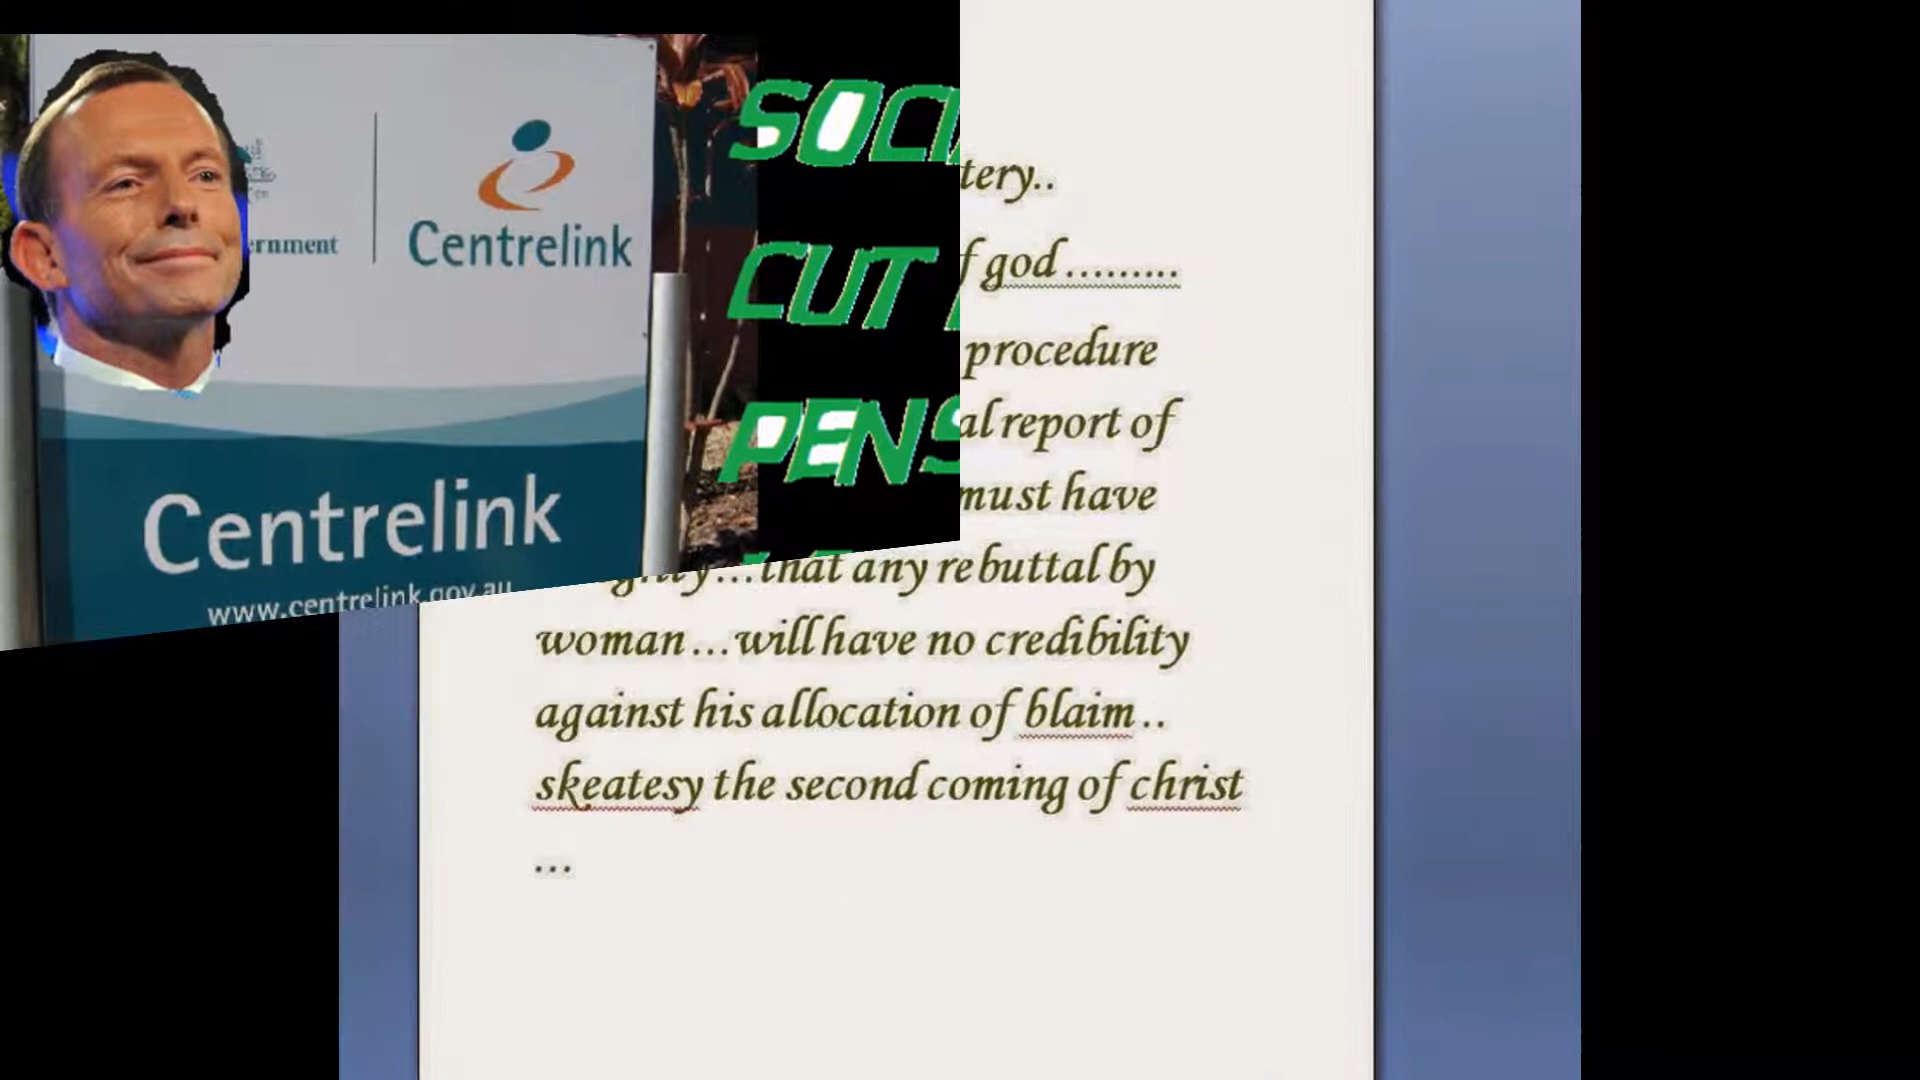 ernment
Centrelink
Centrelink
www.centrelink.gov.au
SOCI
CUT
PENS
tery..
f god .........
procedure
al report of
must have
...that any rebuttal by
woman...will have no credibility
against his allocation of blaim..
skeatesy the second coming of christ
...